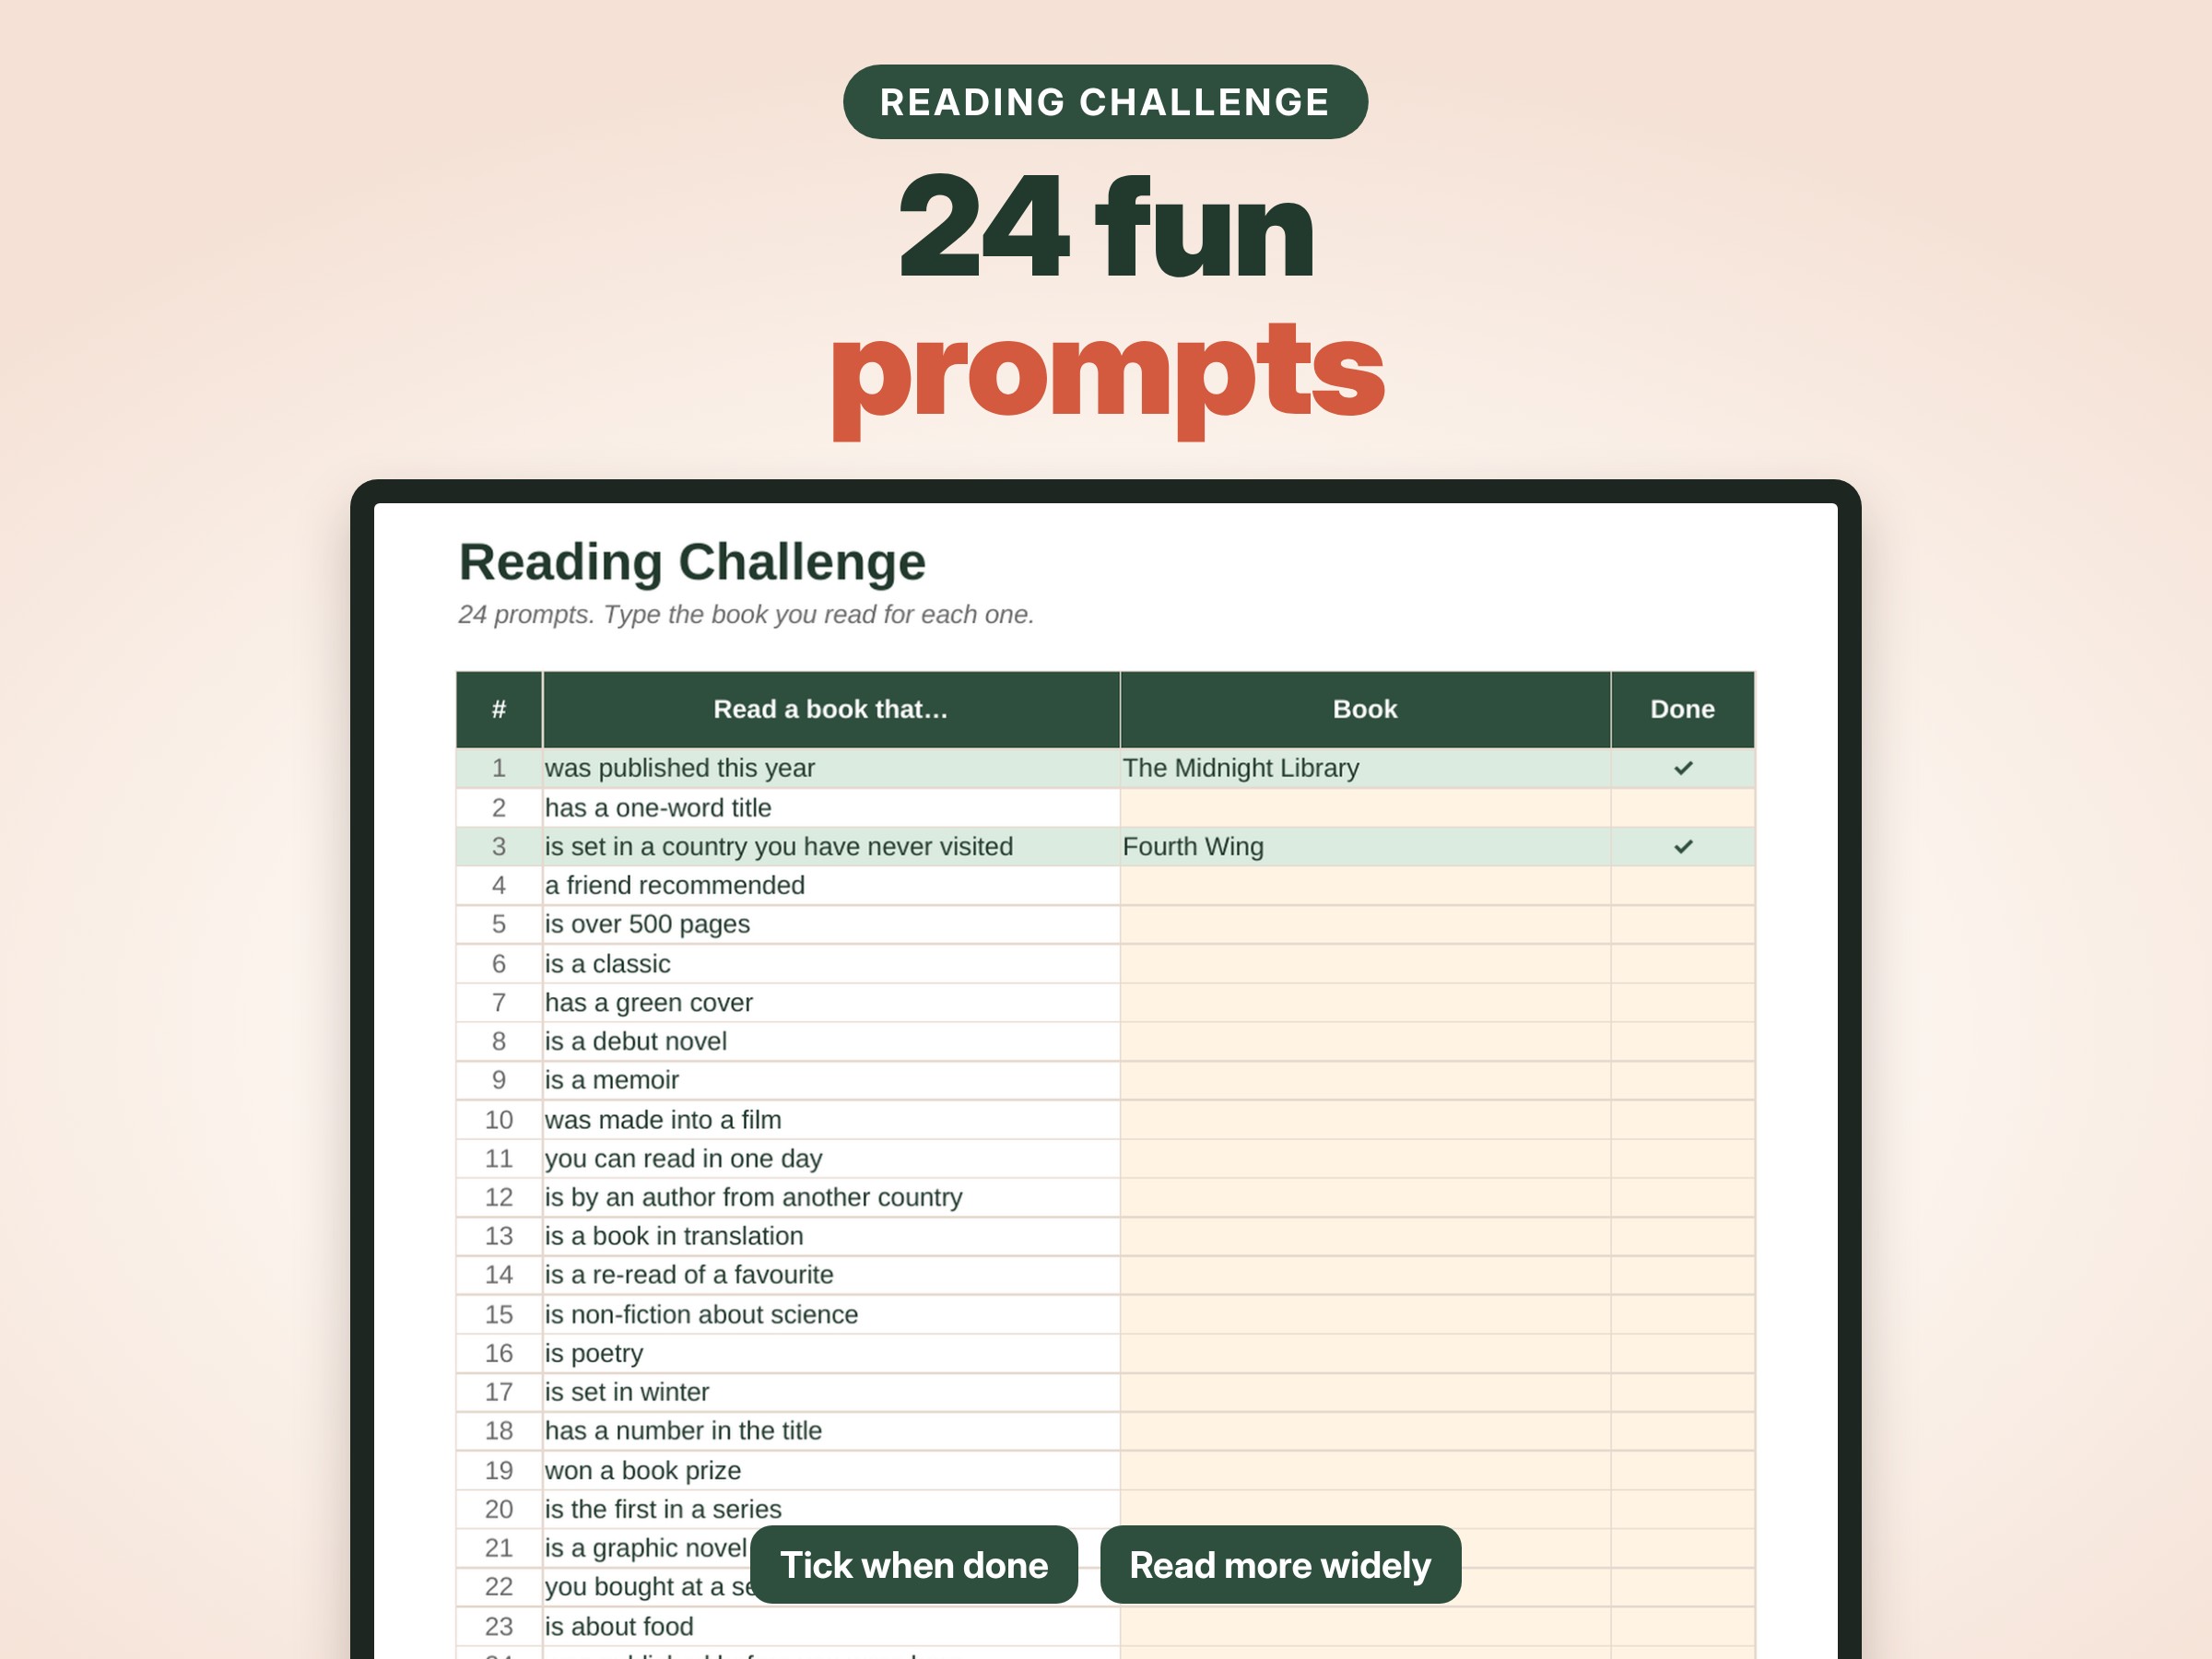 READING CHALLENGE
24 fun
prompts
Reading Challenge
24 prompts. Type the book you read for each one.
# Read a book that… Book Done
1 was published this year The Midnight Library ✓
2 has a one-word title
3 is set in a country you have never visited Fourth Wing ✓
4 a friend recommended
5 is over 500 pages
6 is a classic
7 has a green cover
8 is a debut novel
9 is a memoir
10 was made into a film
11 you can read in one day
12 is by an author from another country
13 is a book in translation
14 is a re-read of a favourite
15 is non-fiction about science
16 is poetry
17 is set in winter
18 has a number in the title
19 won a book prize
20 is the first in a series
21 is a graphic novel
22 you bought at a
Tick when done Read more widely
23 is about food